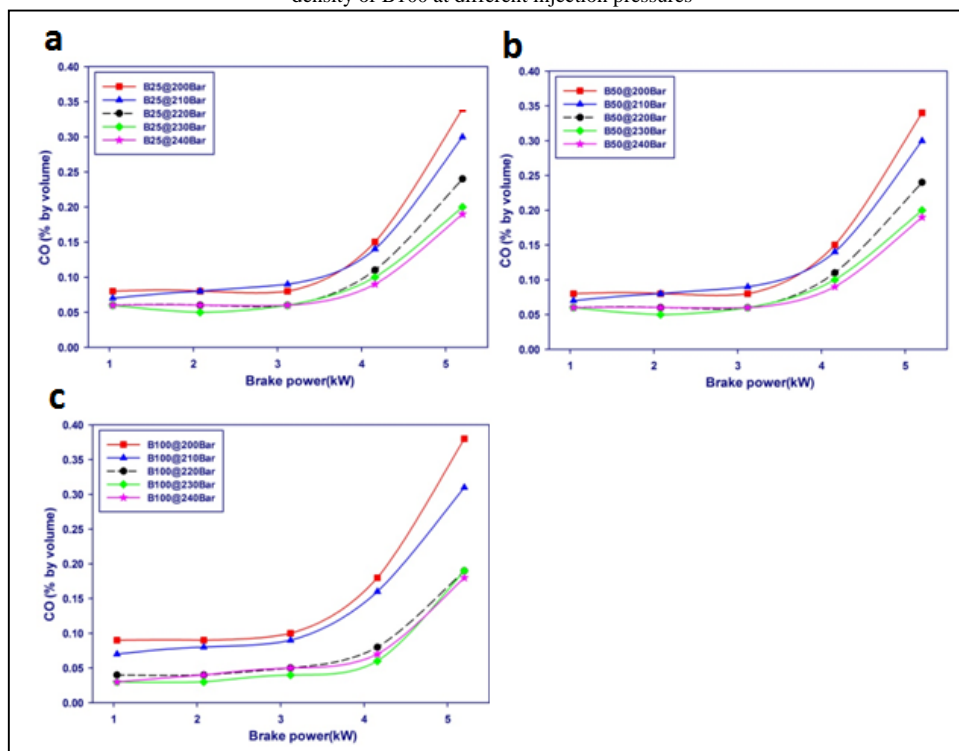 density of B100 at different injection pressures
a
0.40
0.35
0.30
0.25
0.20
0.15
0.10
0.05
0.00
CO (% by volume)
B25@200Bar
B25@210Bar
B25@220Bar
B25@230Bar
B25@240Bar
1 2 3 4 5
Brake power(kW)
b
0.40
0.35
0.30
0.25
0.20
0.15
0.10
0.05
0.00
CO (% by volume)
B50@200Bar
B50@210Bar
B50@220Bar
B50@230Bar
B50@240Bar
1 2 3 4 5
Brake power(kW)
c
0.40
0.35
0.30
0.25
0.20
0.15
0.10
0.05
0.00
CO (% by volume)
B100@200Bar
B100@210Bar
B100@220Bar
B100@230Bar
B100@240Bar
1 2 3 4 5
Brake power(kW)